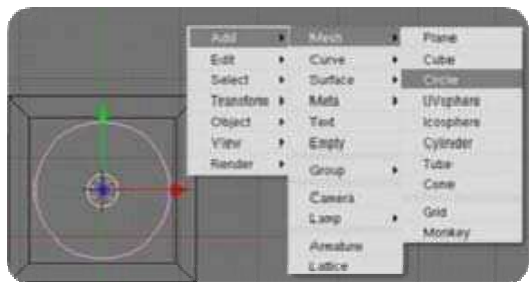 Add
Edit
Select
Transform
Object
View
Render
Mesh
Curve
Surface
Meta
Text
Empty
Group
Camera
Lamp
Armature
Lattice
Plane
Cube
Circle
UVsphere
Icosphere
Cylinder
Tube
Cone
Grid
Monkey